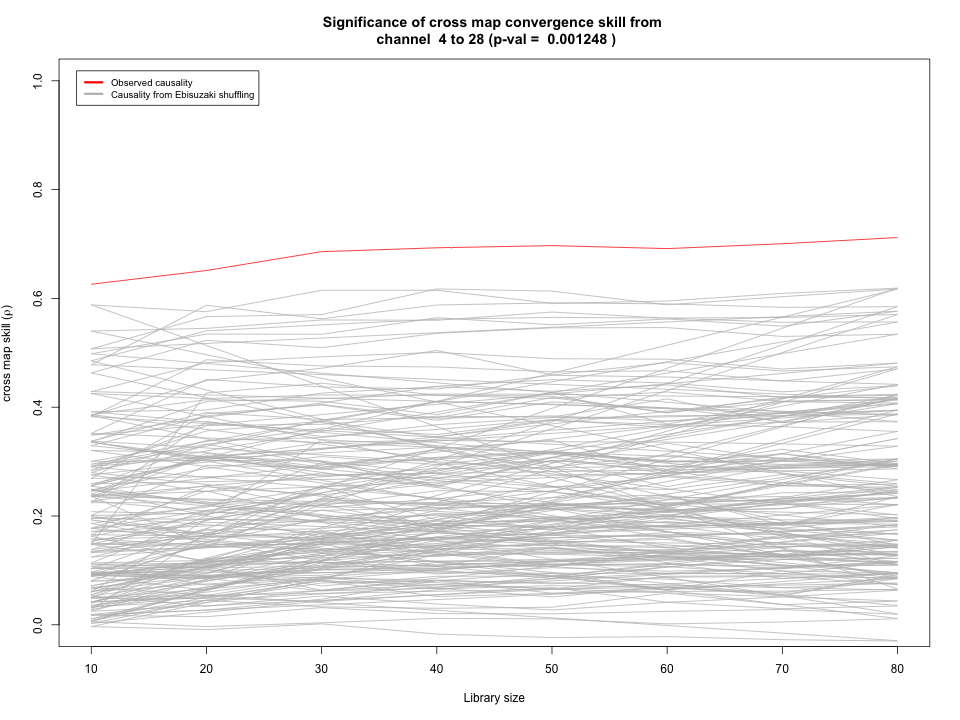 Significance of cross map convergence skill from
channel  4 to 28 (p-val =  0.001248 )
Observed causality
Causality from Ebisuzaki shuffling
cross map skill (ρ)
1.0
0.8
0.6
0.4
0.2
0.0
10 20 30 40 50 60 70 80
Library size